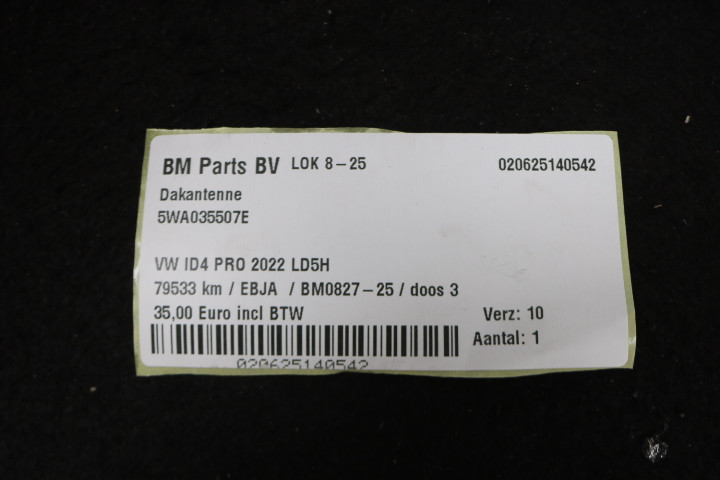 BM Parts BV LOK 8-25 020625140542
Dakantenne
5WA035507E
VW ID4 PRO 2022 LD5H
79533 km / EBJA / BM0827-25 / doos 3
35,00 Euro incl BTW Verz: 10
Aantal: 1
020625140542